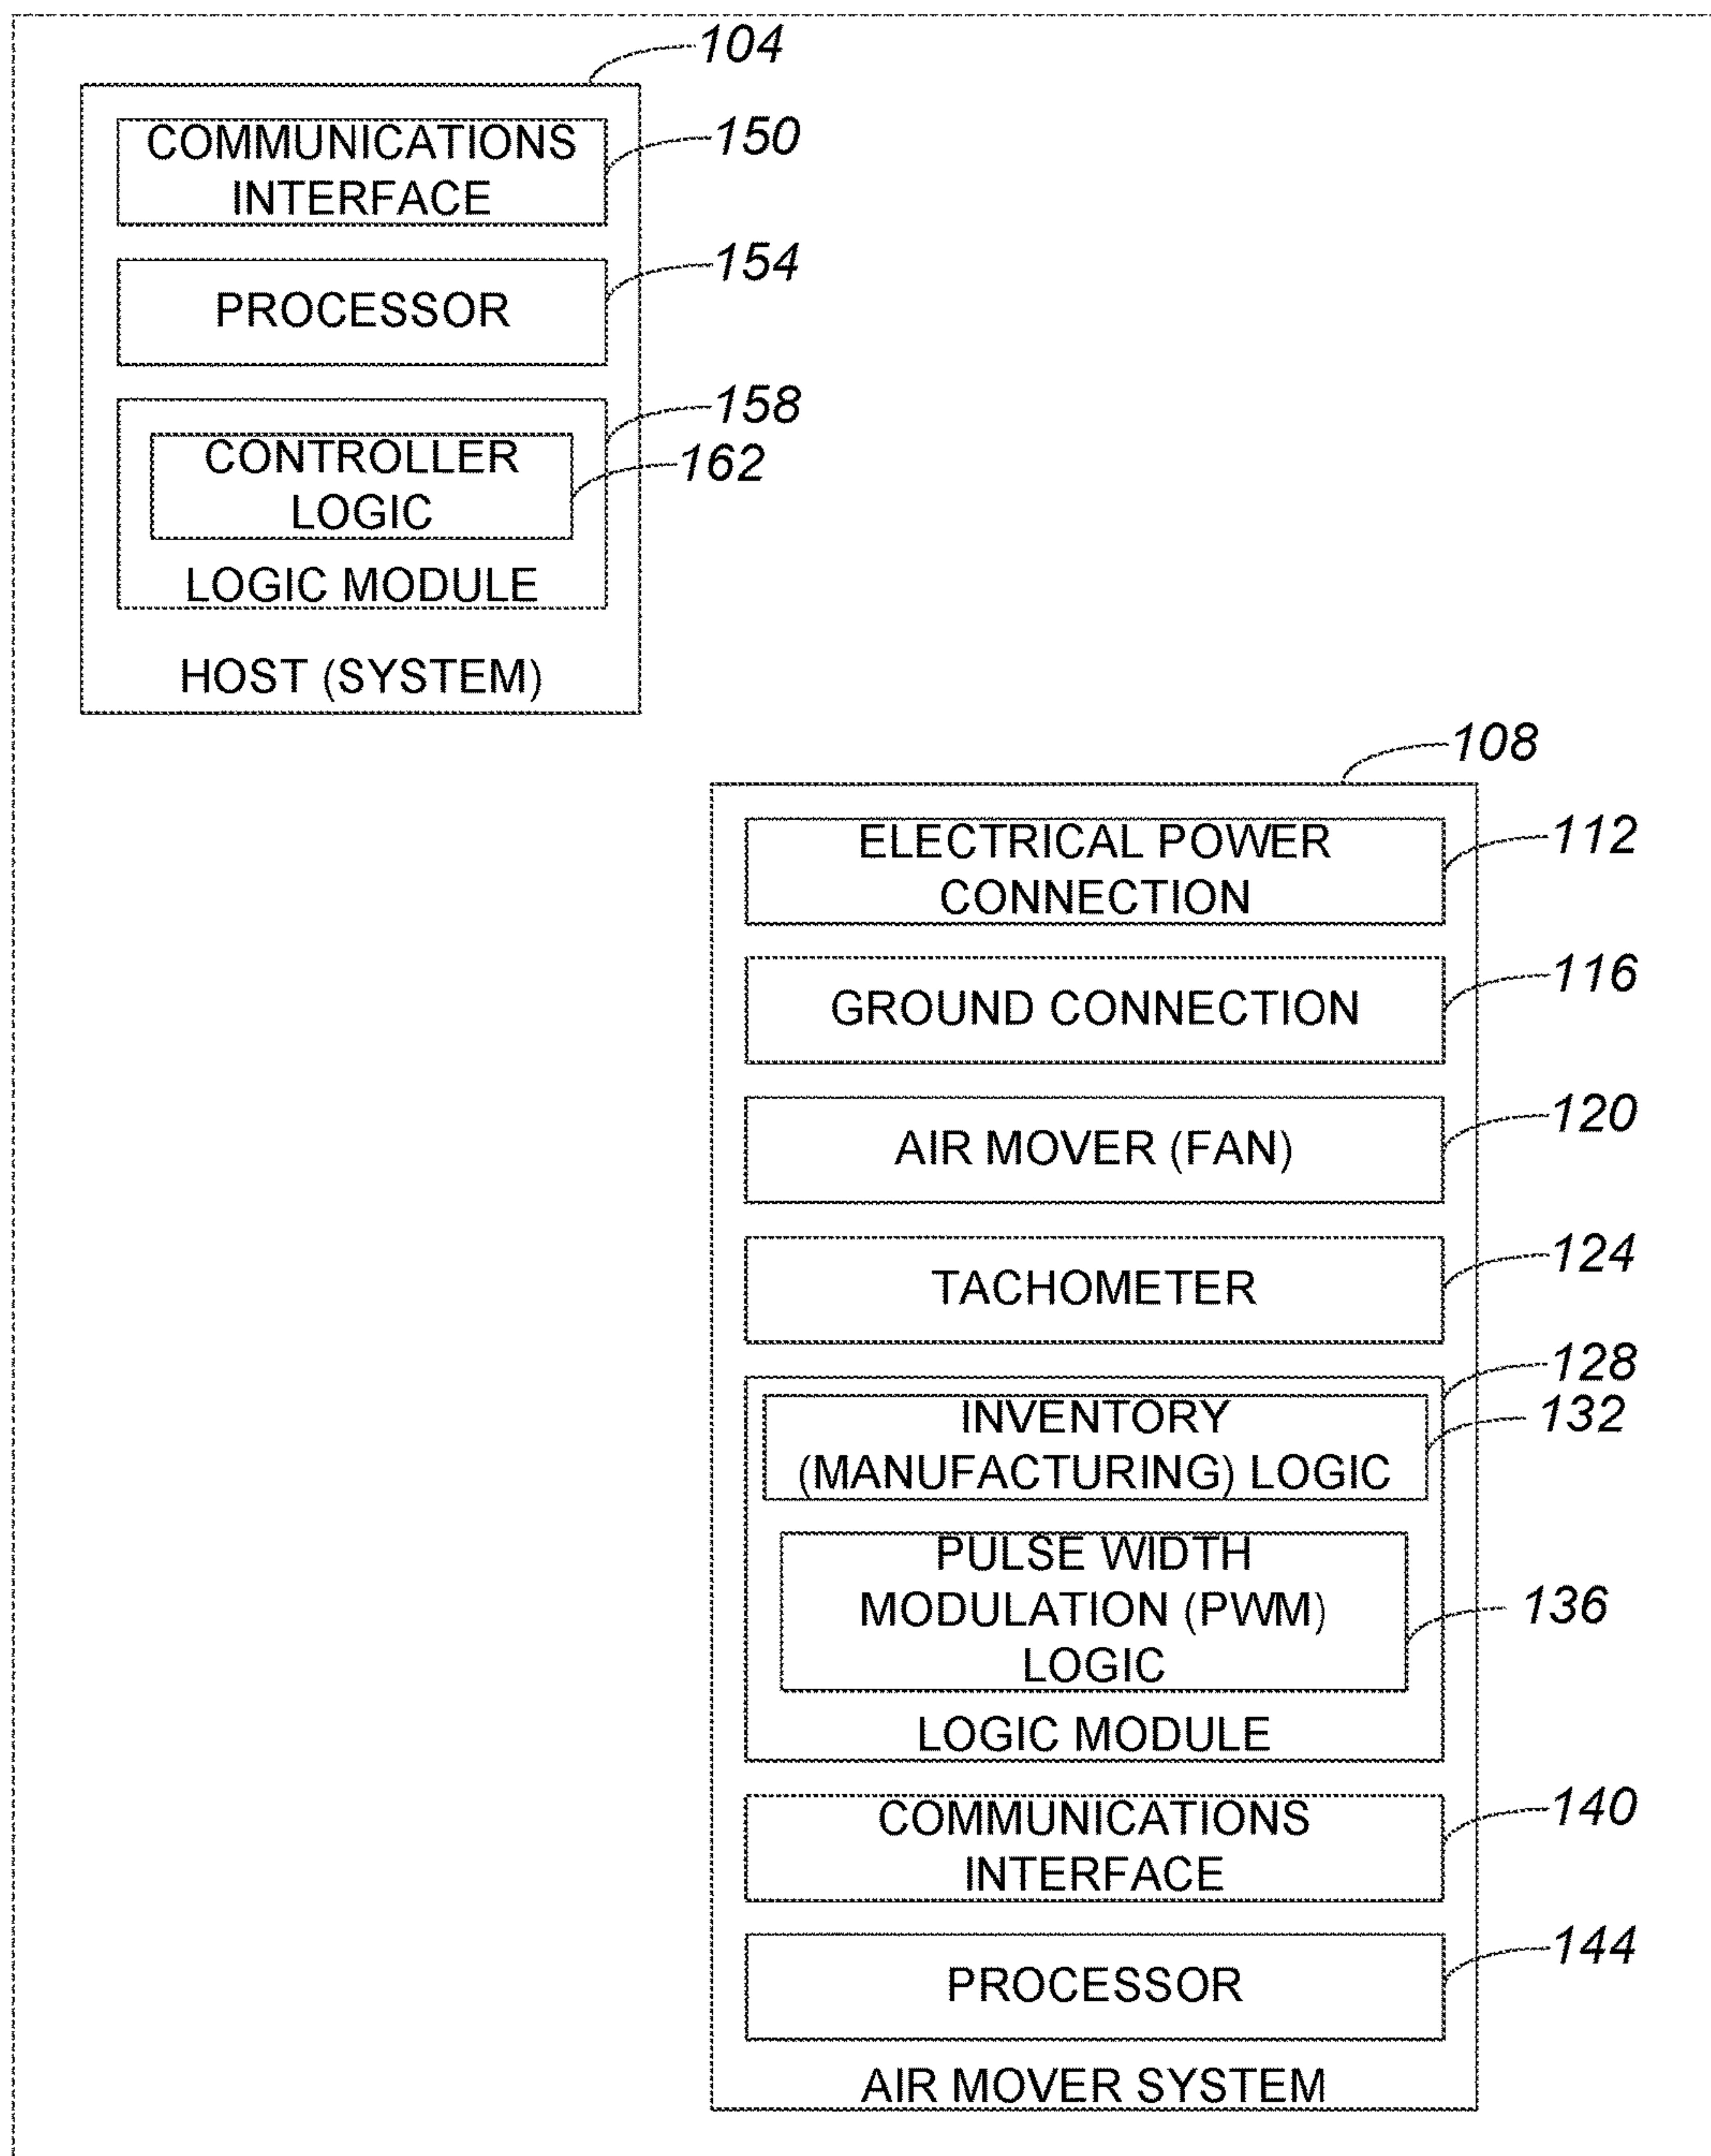 104
COMMUNICATIONS
INTERFACE
150
PROCESSOR
154
158
CONTROLLER
LOGIC
162
LOGIC MODULE
HOST (SYSTEM)
108
ELECTRICAL POWER
CONNECTION
112
GROUND CONNECTION
116
AIR MOVER (FAN)
120
TACHOMETER
124
128
INVENTORY
(MANUFACTURING) LOGIC
132
PULSE WIDTH
MODULATION (PWM)
LOGIC
136
LOGIC MODULE
COMMUNICATIONS
INTERFACE
140
PROCESSOR
144
AIR MOVER SYSTEM